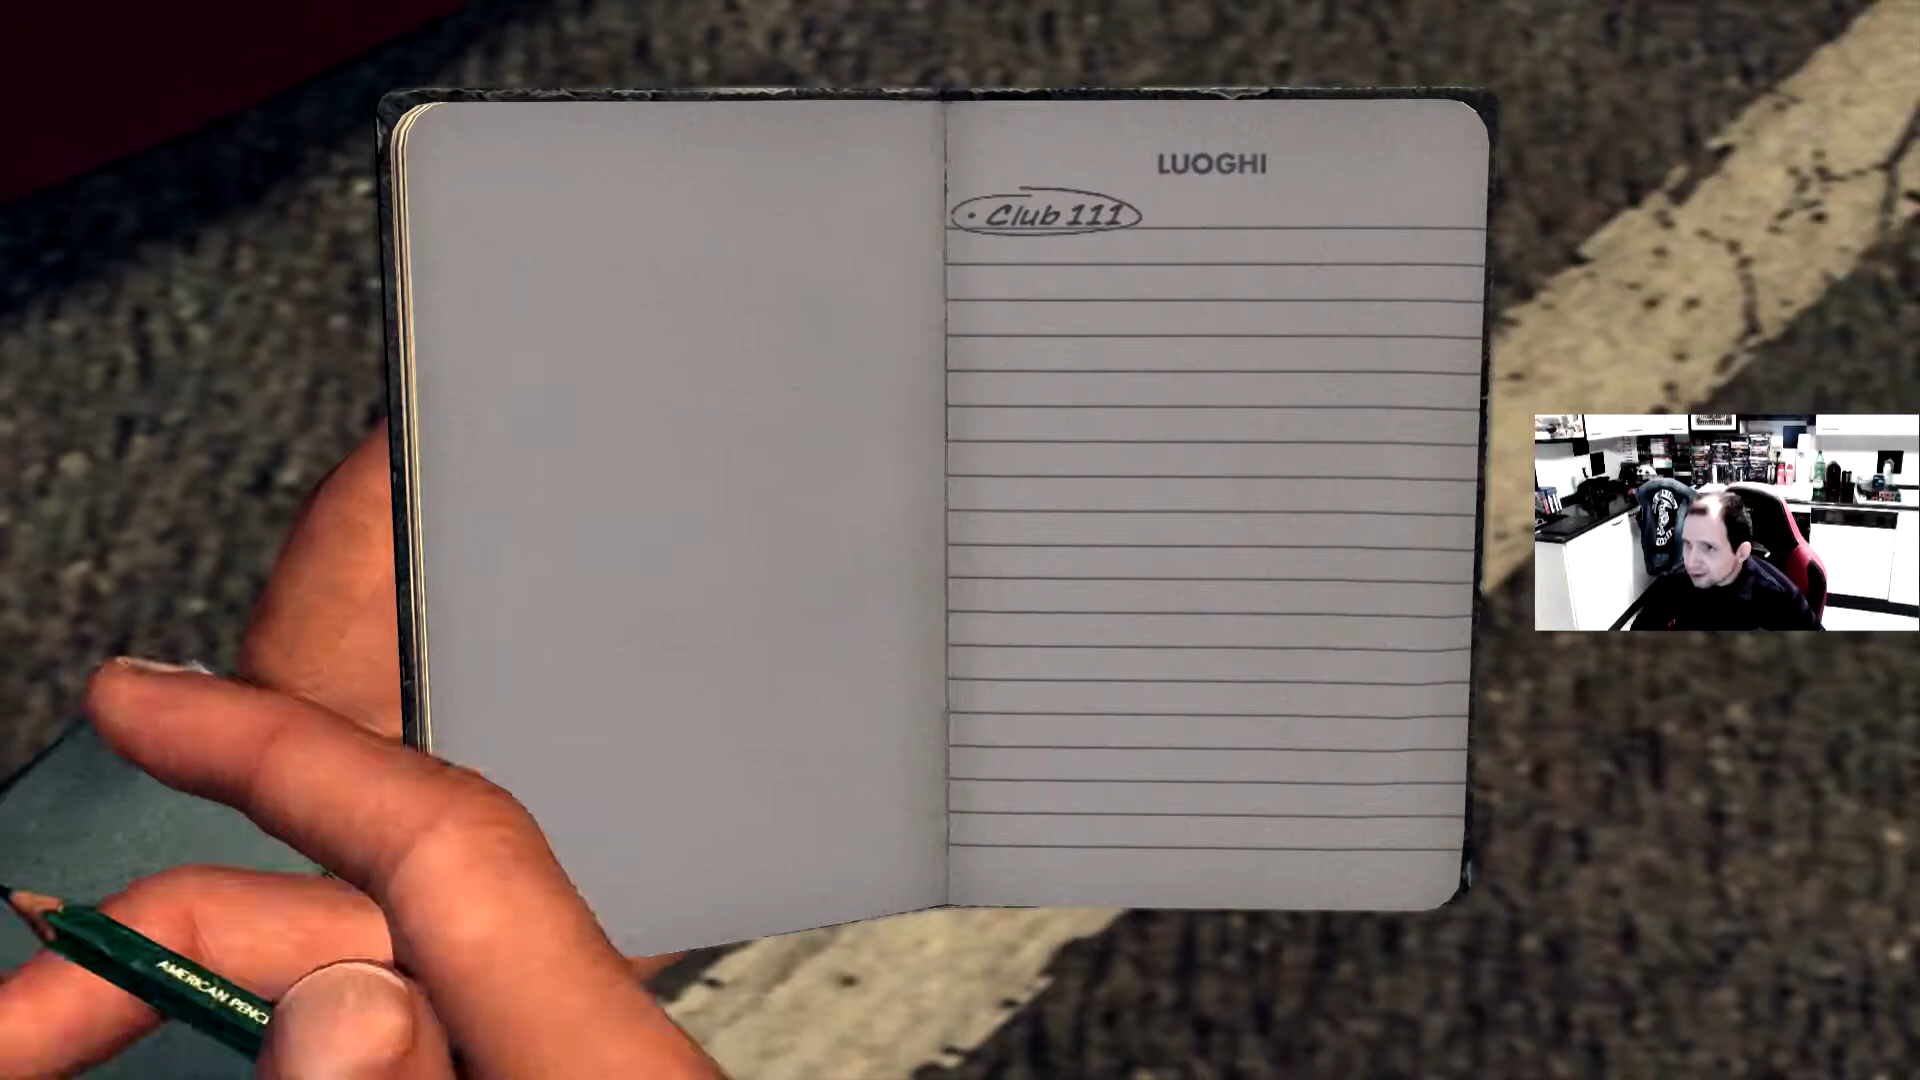 LUOGHI
• Club 111
AMERICAN PENCI